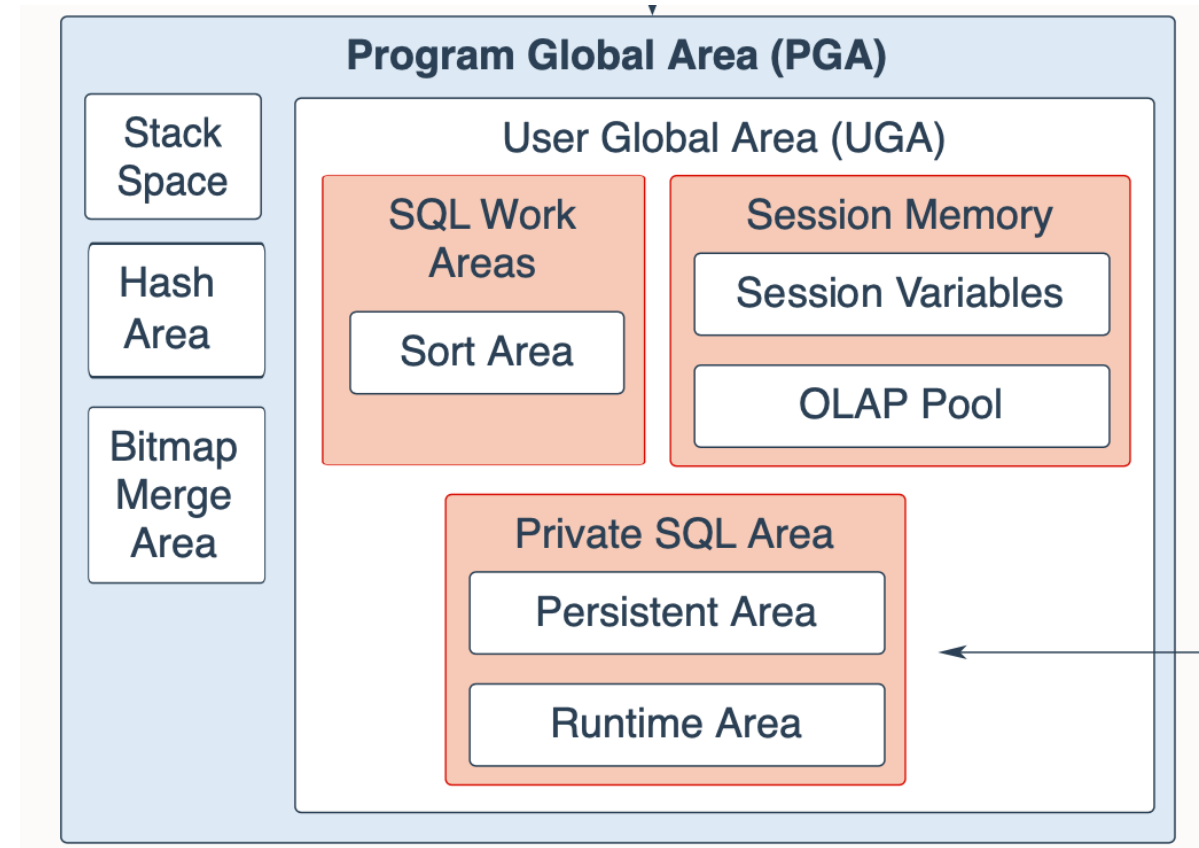 Program Global Area (PGA)
Stack
Space
Hash
Area
Bitmap
Merge
Area
User Global Area (UGA)
SQL Work
Areas
Sort Area
Session Memory
Session Variables
OLAP Pool
Private SQL Area
Persistent Area
Runtime Area